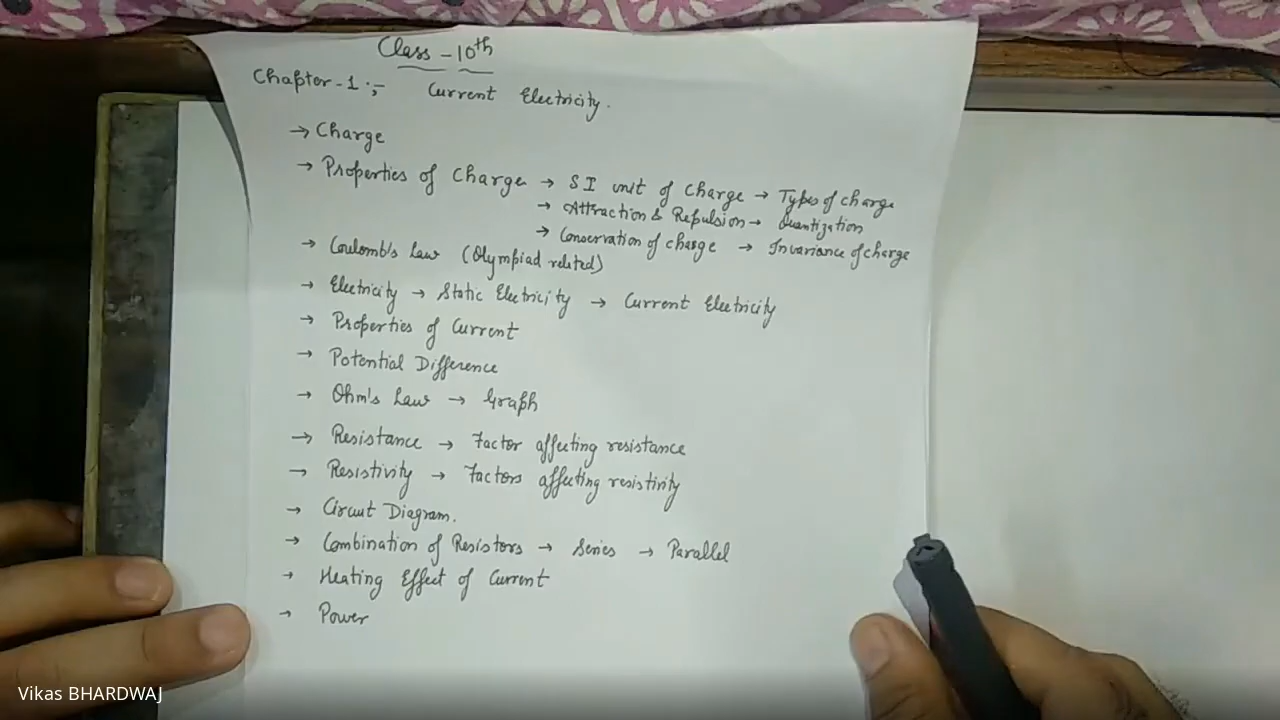 Class - 10th
Chapter - 1 :- Current Electricity.
→ Charge
→ Properties of Charge → SI unit of Charge → Types of charge
→ Attraction & Repulsion → Quantization
→ Conservation of charge → Invariance of charge
→ Coulomb's Law (Olympiad related)
→ Electricity → Static Electricity → Current Electricity
→ Properties of Current
→ Potential Difference
→ Ohm's Law → Graph
→ Resistance → Factor affecting resistance
→ Resistivity → Factors affecting resistivity
→ Circuit Diagram.
→ Combination of Resistors → Series → Parallel
→ Heating Effect of Current
→ Power
Vikas BHARDWAJ